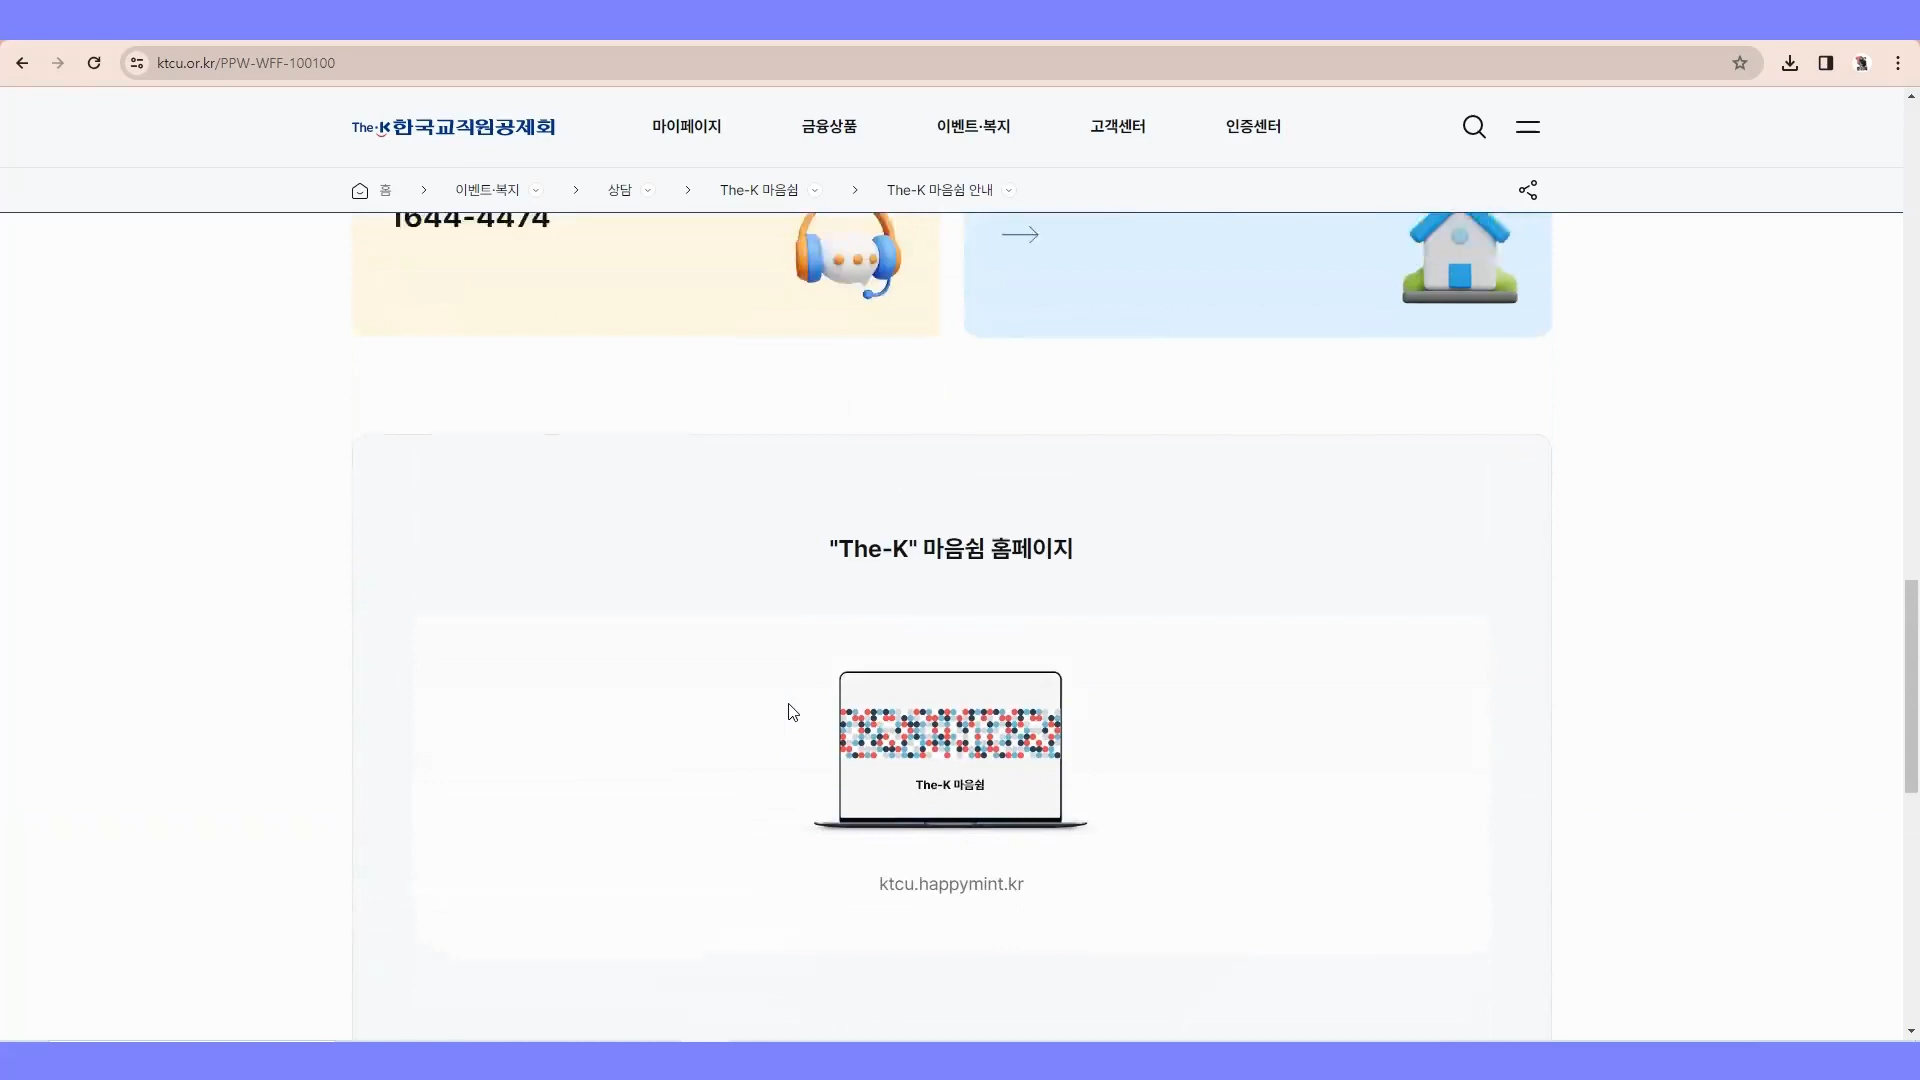 ktcu.or.kr/PPW-WFF-100100
The-K한국교직원공제회
마이페이지
금융상품
이벤트·복지
고객센터
인증센터
홈
이벤트·복지
상담
The-K 마음쉼
The-K 마음쉼 안내
1644-4474
"The-K" 마음쉼 홈페이지
The-K 마음쉼
ktcu.happymint.kr